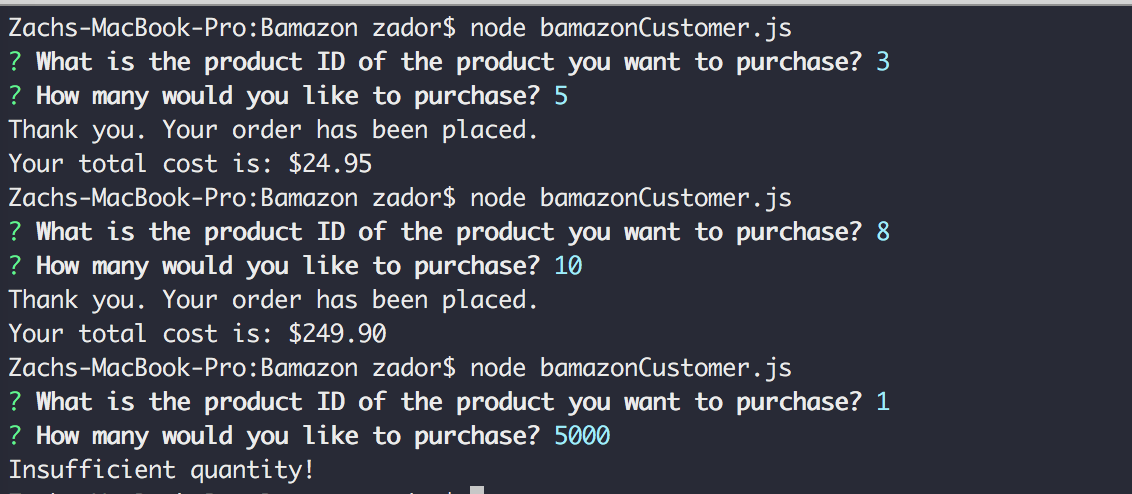 Zachs-MacBook-Pro:Bamazon zador$ node bamazonCustomer.js
? What is the product ID of the product you want to purchase? 3
? How many would you like to purchase? 5
Thank you. Your order has been placed.
Your total cost is: $24.95
Zachs-MacBook-Pro:Bamazon zador$ node bamazonCustomer.js
? What is the product ID of the product you want to purchase? 8
? How many would you like to purchase? 10
Thank you. Your order has been placed.
Your total cost is: $249.90
Zachs-MacBook-Pro:Bamazon zador$ node bamazonCustomer.js
? What is the product ID of the product you want to purchase? 1
? How many would you like to purchase? 5000
Insufficient quantity!